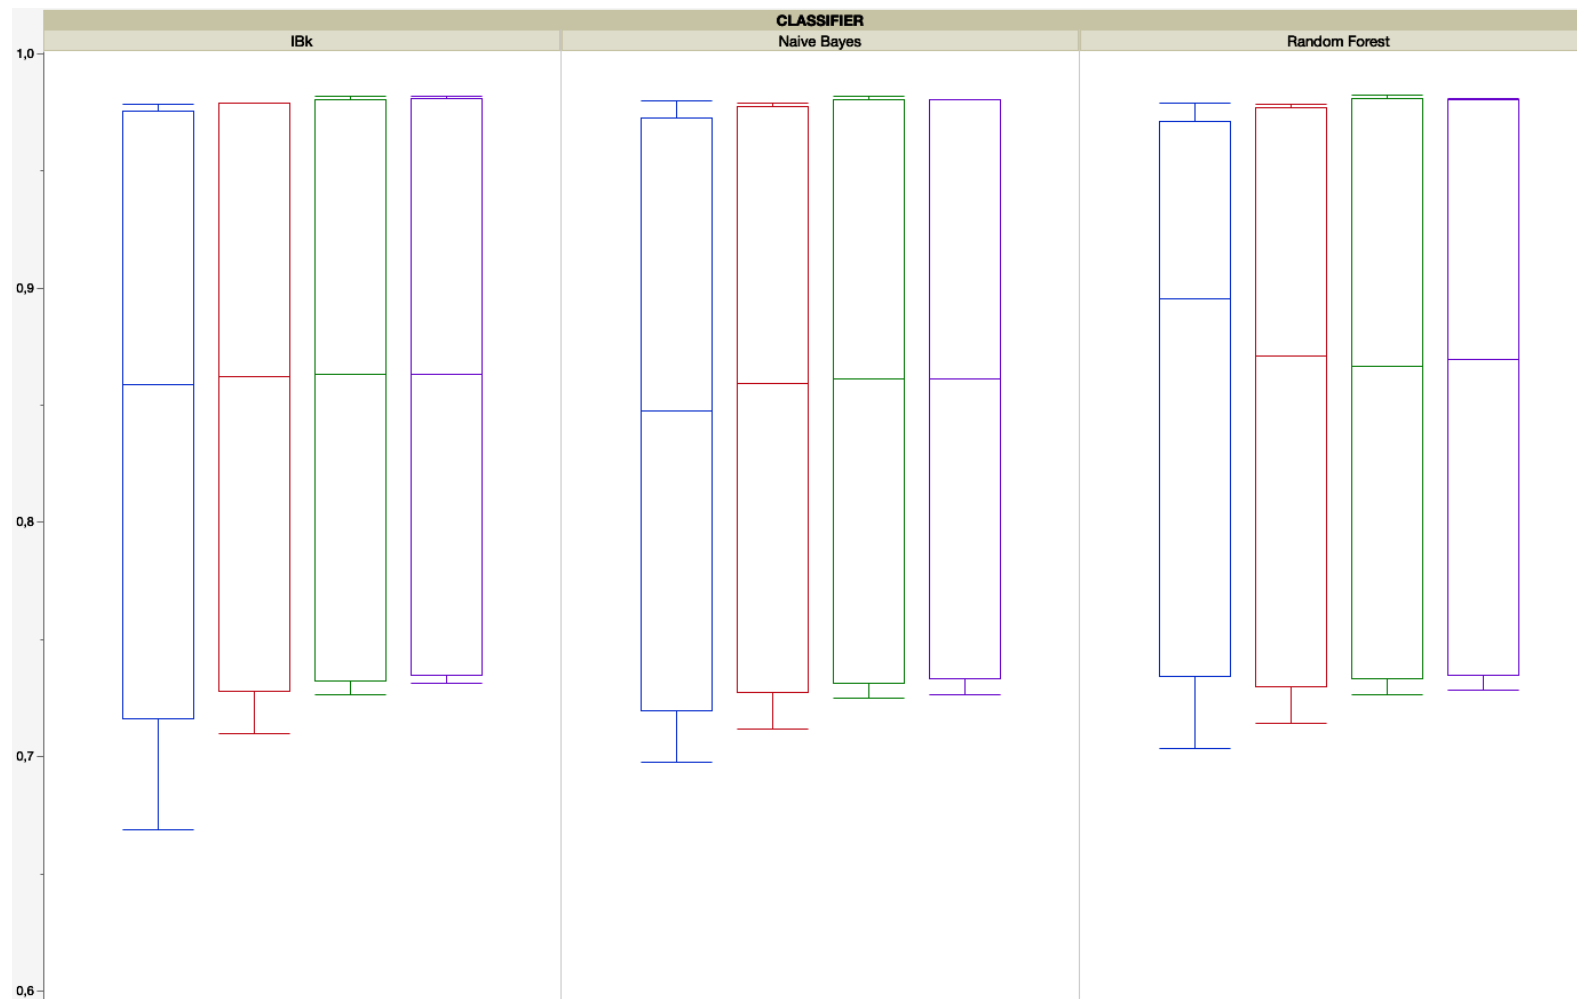 CLASSIFIER
IBk Naive Bayes Random Forest
1,0
0,9
0,8
0,7
0,6